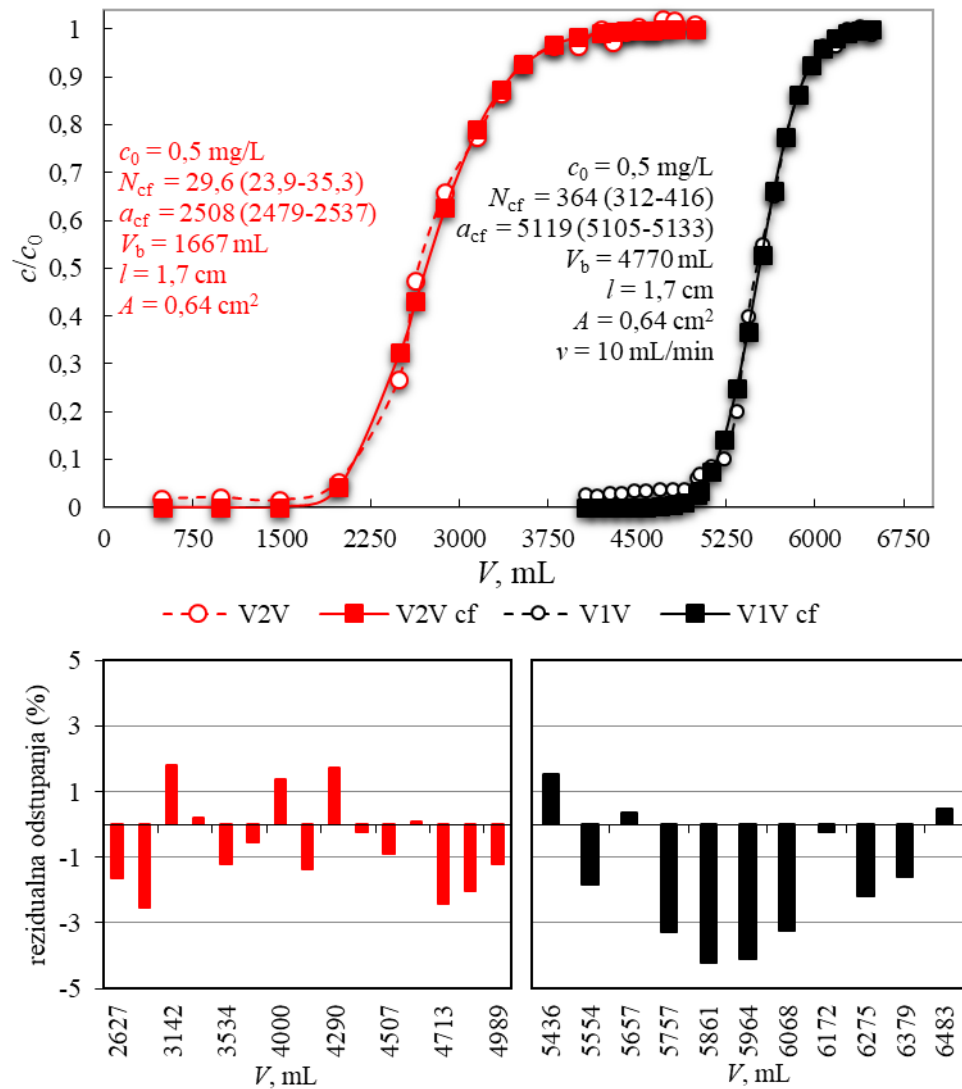 c/c0
1
0,9
0,8
0,7
0,6
0,5
0,4
0,3
0,2
0,1
0
c0 = 0,5 mg/L
Ncf = 29,6 (23,9-35,3)
acf = 2508 (2479-2537)
Vb = 1667 mL
l = 1,7 cm
A = 0,64 cm2
c0 = 0,5 mg/L
Ncf = 364 (312-416)
acf = 5119 (5105-5133)
Vb = 4770 mL
l = 1,7 cm
A = 0,64 cm2
v = 10 mL/min
0 750 1500 2250 3000 3750 4500 5250 6000 6750
V, mL
V2V V2V cf V1V V1V cf
rezidualna odstupanja (%)
5
3
1
-1
-3
-5
2627 3142 3534 4000 4290 4507 4713 4989
V, mL
5436 5554 5657 5757 5861 5964 6068 6172 6275 6379 6483
V, mL